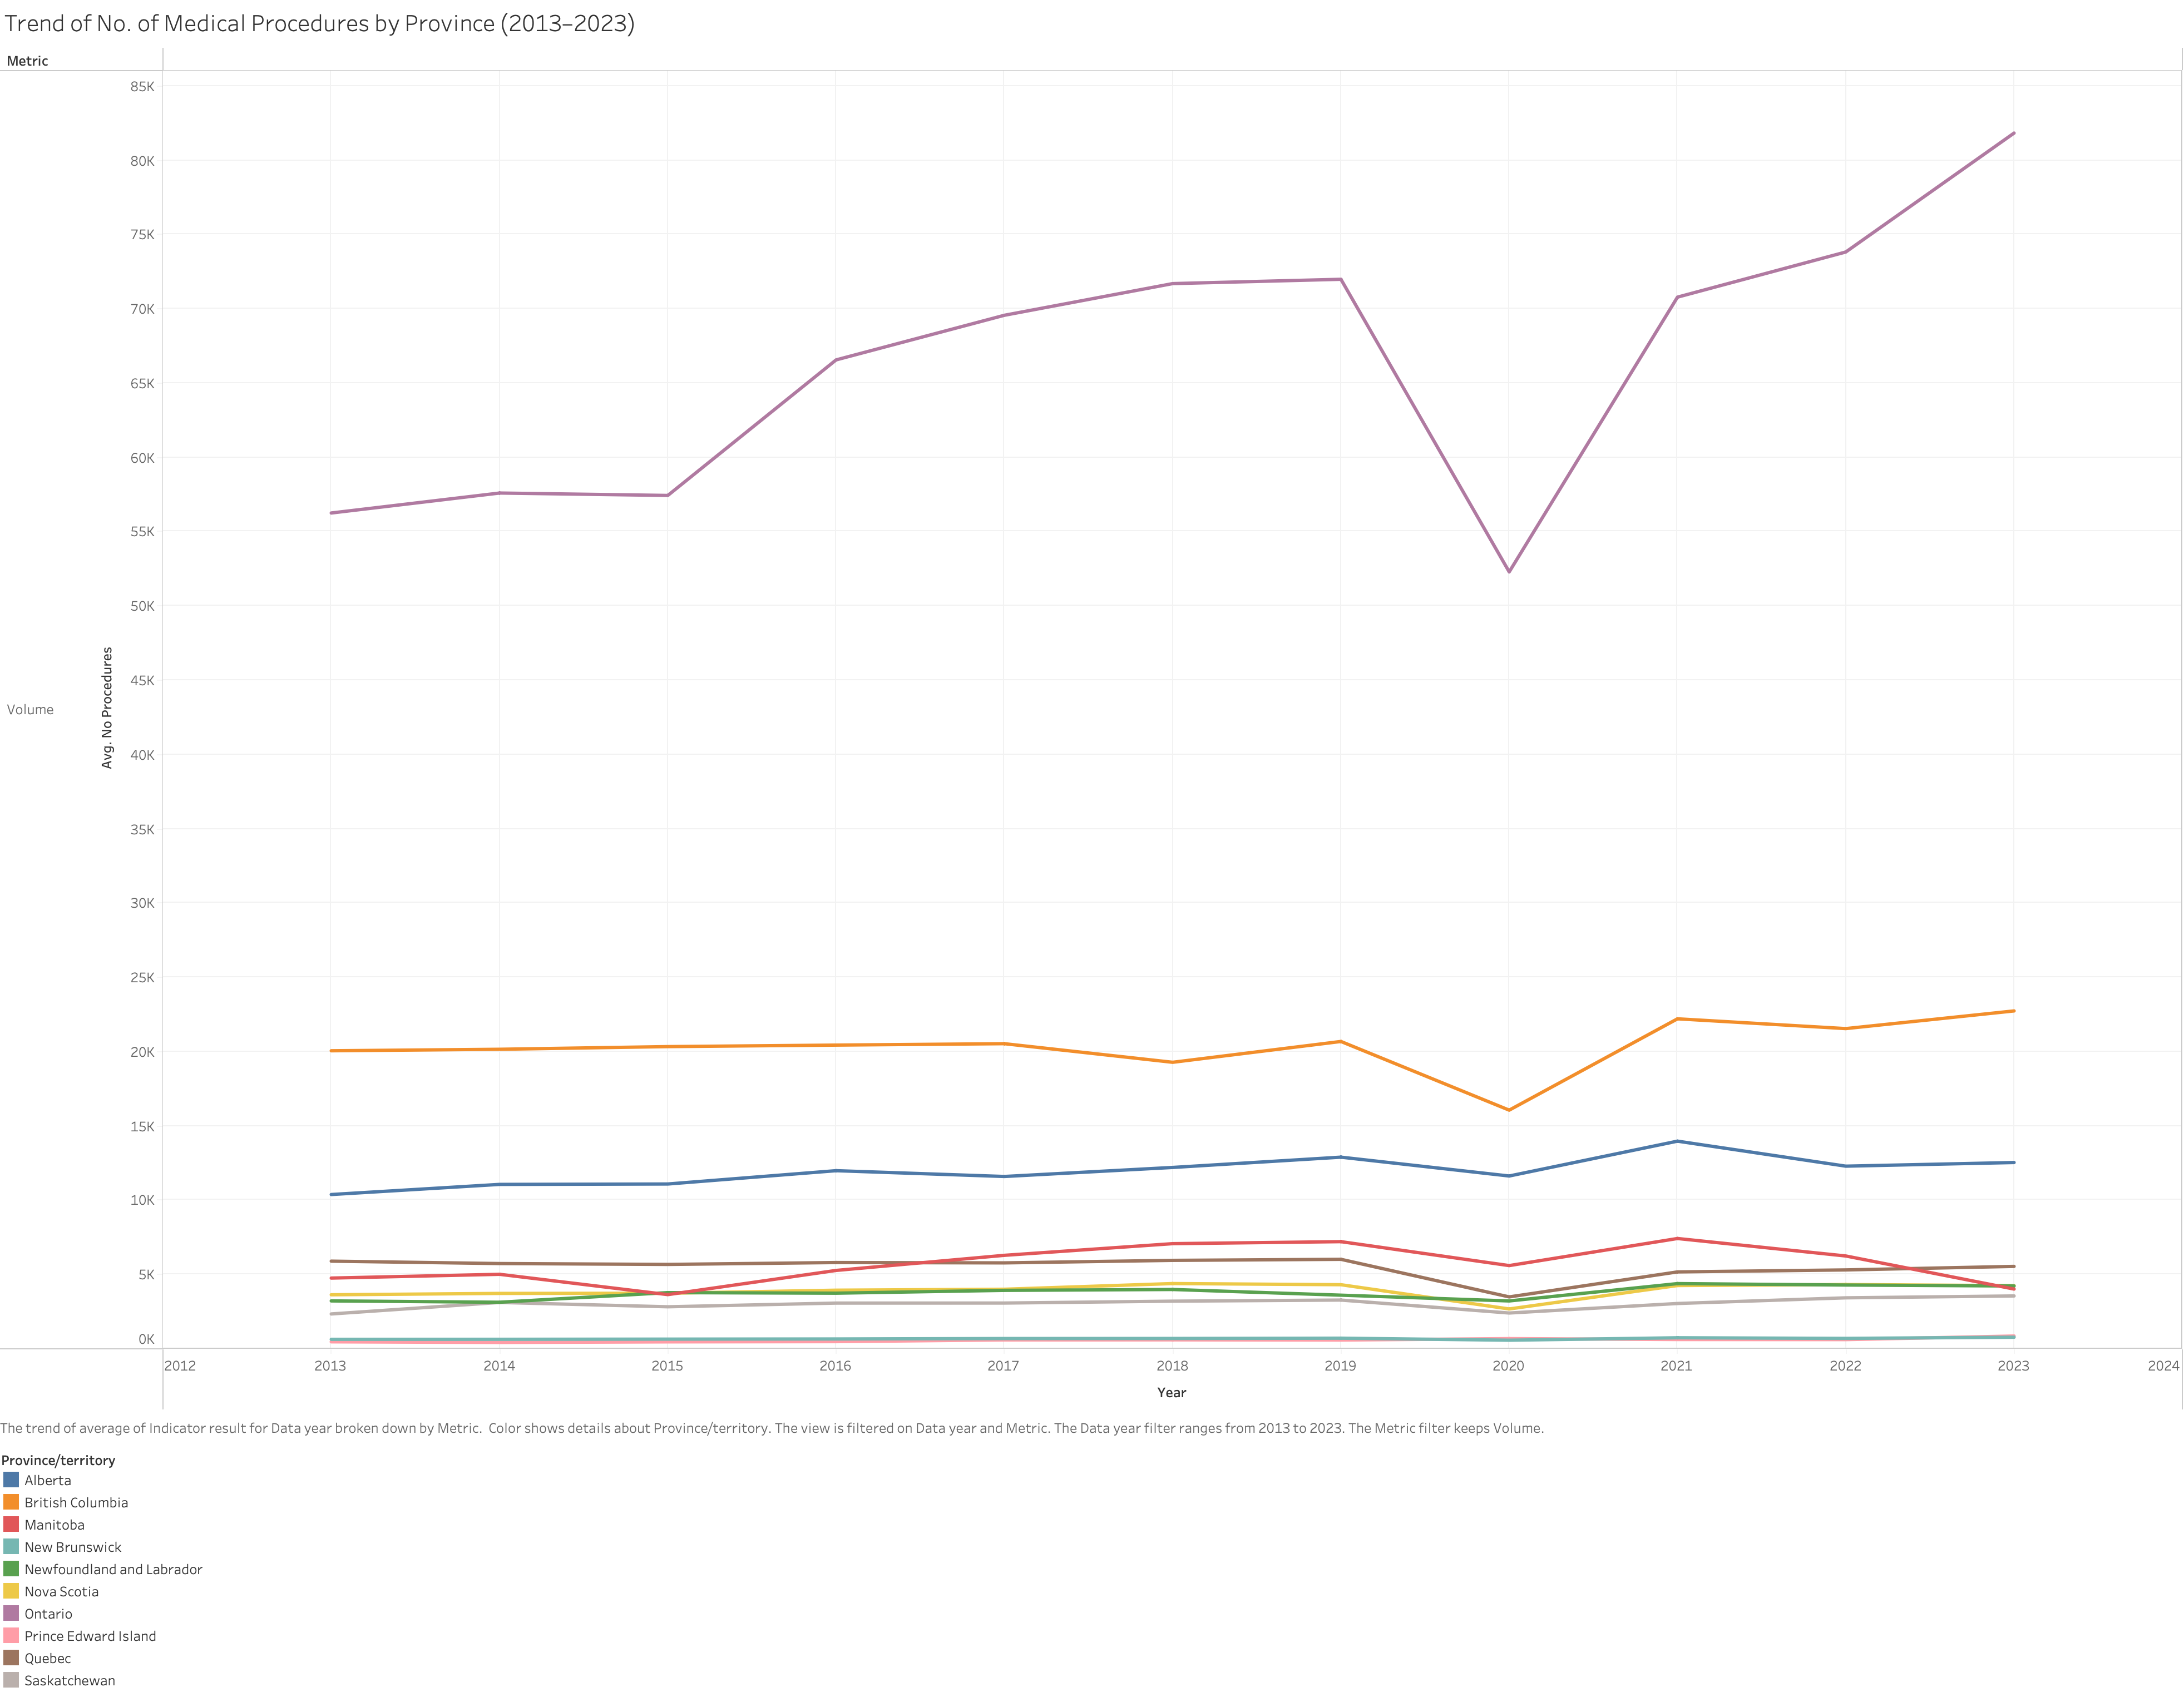 Trend of No. of Medical Procedures by Province (2013–2023)
Metric
85K
80K
75K
70K
65K
60K
55K
50K
45K
40K
35K
30K
25K
20K
15K
10K
5K
0K
Volume
Avg. No Procedures
2012 2013 2014 2015 2016 2017 2018 2019 2020 2021 2022 2023 2024
Year
The trend of average of Indicator result for Data year broken down by Metric.  Color shows details about Province/territory. The view is filtered on Data year and Metric. The Data year filter ranges from 2013 to 2023. The Metric filter keeps Volume.
Province/territory
Alberta
British Columbia
Manitoba
New Brunswick
Newfoundland and Labrador
Nova Scotia
Ontario
Prince Edward Island
Quebec
Saskatchewan